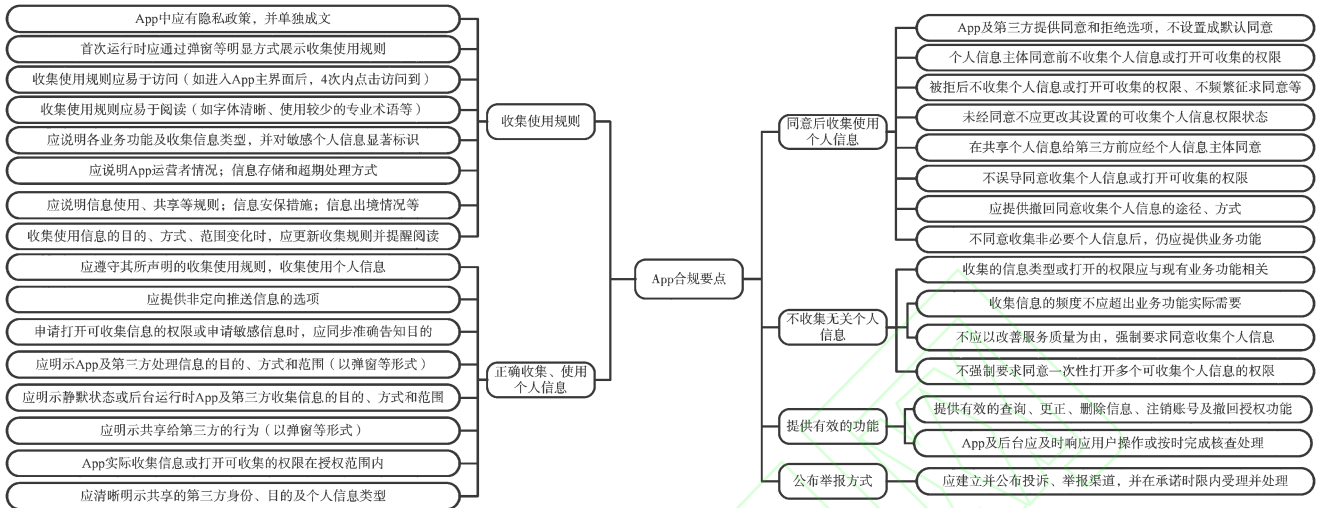 App中应有隐私政策，并单独成文
首次运行时应通过弹窗等明显方式展示收集使用规则
收集使用规则应易于访问（如进入App主界面后，4次内点击访问到）
收集使用规则应易于阅读（如字体清晰、使用较少的专业术语等）
应说明各业务功能及收集信息类型，并对敏感个人信息显著标识
应说明App运营者情况；信息存储和超期处理方式
应说明信息使用、共享等规则；信息安保措施；信息出境情况等
收集使用信息的目的、方式、范围变化时，应更新收集规则并提醒阅读
收集使用规则
应遵守其所声明的收集使用规则，收集使用个人信息
应提供非定向推送信息的选项
申请打开可收集信息的权限或申请敏感信息时，应同步准确告知目的
应明示App及第三方处理信息的目的、方式和范围（以弹窗等形式）
应明示静默状态或后台运行时App及第三方收集信息的目的、方式和范围
应明示共享给第三方的行为（以弹窗等形式）
App实际收集信息或打开可收集的权限在授权范围内
应清晰明示共享的第三方身份、目的及个人信息类型
正确收集、使用
个人信息
App合规要点
同意后收集使用
个人信息
App及第三方提供同意和拒绝选项，不设置成默认同意
个人信息主体同意前不收集个人信息或打开可收集的权限
被拒后不收集个人信息或打开可收集的权限、不频繁征求同意等
未经同意不应更改其设置的可收集个人信息权限状态
在共享个人信息给第三方前应经个人信息主体同意
不误导同意收集个人信息或打开可收集的权限
应提供撤回同意收集个人信息的途径、方式
不同意收集非必要个人信息后，仍应提供业务功能
不收集无关个人
信息
收集的信息类型或打开的权限应与现有业务功能相关
收集信息的频度不应超出业务功能实际需要
不应以改善服务质量为由，强制要求同意收集个人信息
不强制要求同意一次性打开多个可收集个人信息的权限
提供有效的功能
提供有效的查询、更正、删除信息、注销账号及撤回授权功能
App及后台应及时响应用户操作或按时完成核查处理
公布举报方式
应建立并公布投诉、举报渠道，并在承诺时限内受理并处理